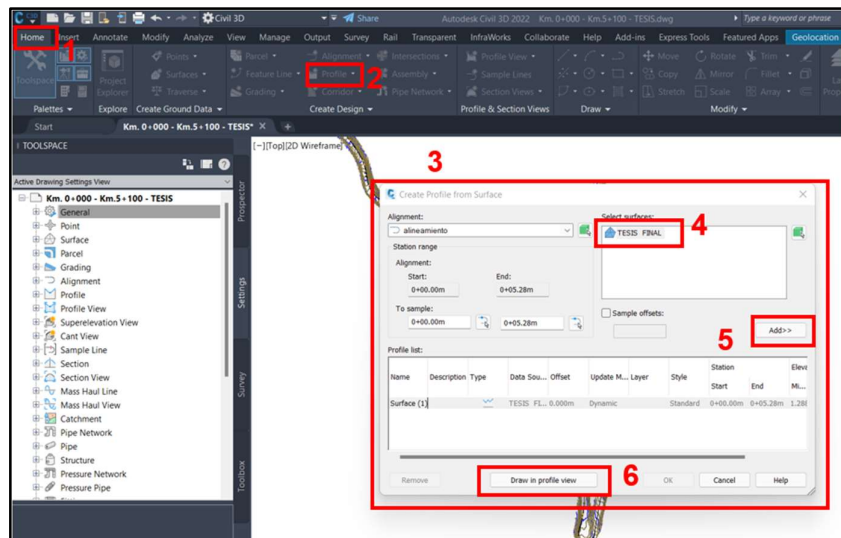 Civil 3D Share Autodesk Civil 3D 2022 Km. 0+000 - Km.5+100 - TESIS.dwg Type a keyword or phrase
Home Insert Annotate Modify Analyze View Manage Output Survey Rail Transparent InfraWorks Collaborate Help Add-ins Express Tools Featured Apps Geolocation
1
Toolspace
Project Explorer
Points
Surfaces
Traverse
Parcel
Feature Line
Grading
Alignment
Profile
2
Corridor
Intersections
Assembly
Pipe Network
Profile View
Sample Lines
Section Views
Move
Copy
Stretch
Rotate
Mirror
Scale
Trim
Fillet
Array
Palettes Explore Create Ground Data Create Design Profile & Section Views Draw Modify
Start Km. 0+000 - Km.5+100 - TESIS*
TOOLSPACE
[-][Top][2D Wireframe]
Active Drawing Settings View
Km. 0+000 - Km.5+100 - TESIS
General
Point
Surface
Parcel
Grading
Alignment
Profile
Profile View
Superelevation View
Cant View
Sample Line
Section
Section View
Mass Haul Line
Mass Haul View
Catchment
Pipe Network
Pipe
Structure
Pressure Network
Pressure Pipe
Prospector
Settings
Survey
Toolbox
3
Create Profile from Surface
Alignment: Select surfaces:
alineamiento
TESIS FINAL
4
Station range
Alignment:
Start: End:
0+00.00m 0+05.28m
To sample:
0+00.00m 0+05.28m
Sample offsets:
5
Add>>
Profile list:
Name Description Type Data Sou... Offset Update M... Layer Style Station Start End Mi...
Surface (1) TESIS FI... 0.000m Dynamic Standard 0+00.00m 0+05.28m
6
Remove Draw in profile view OK Cancel Help